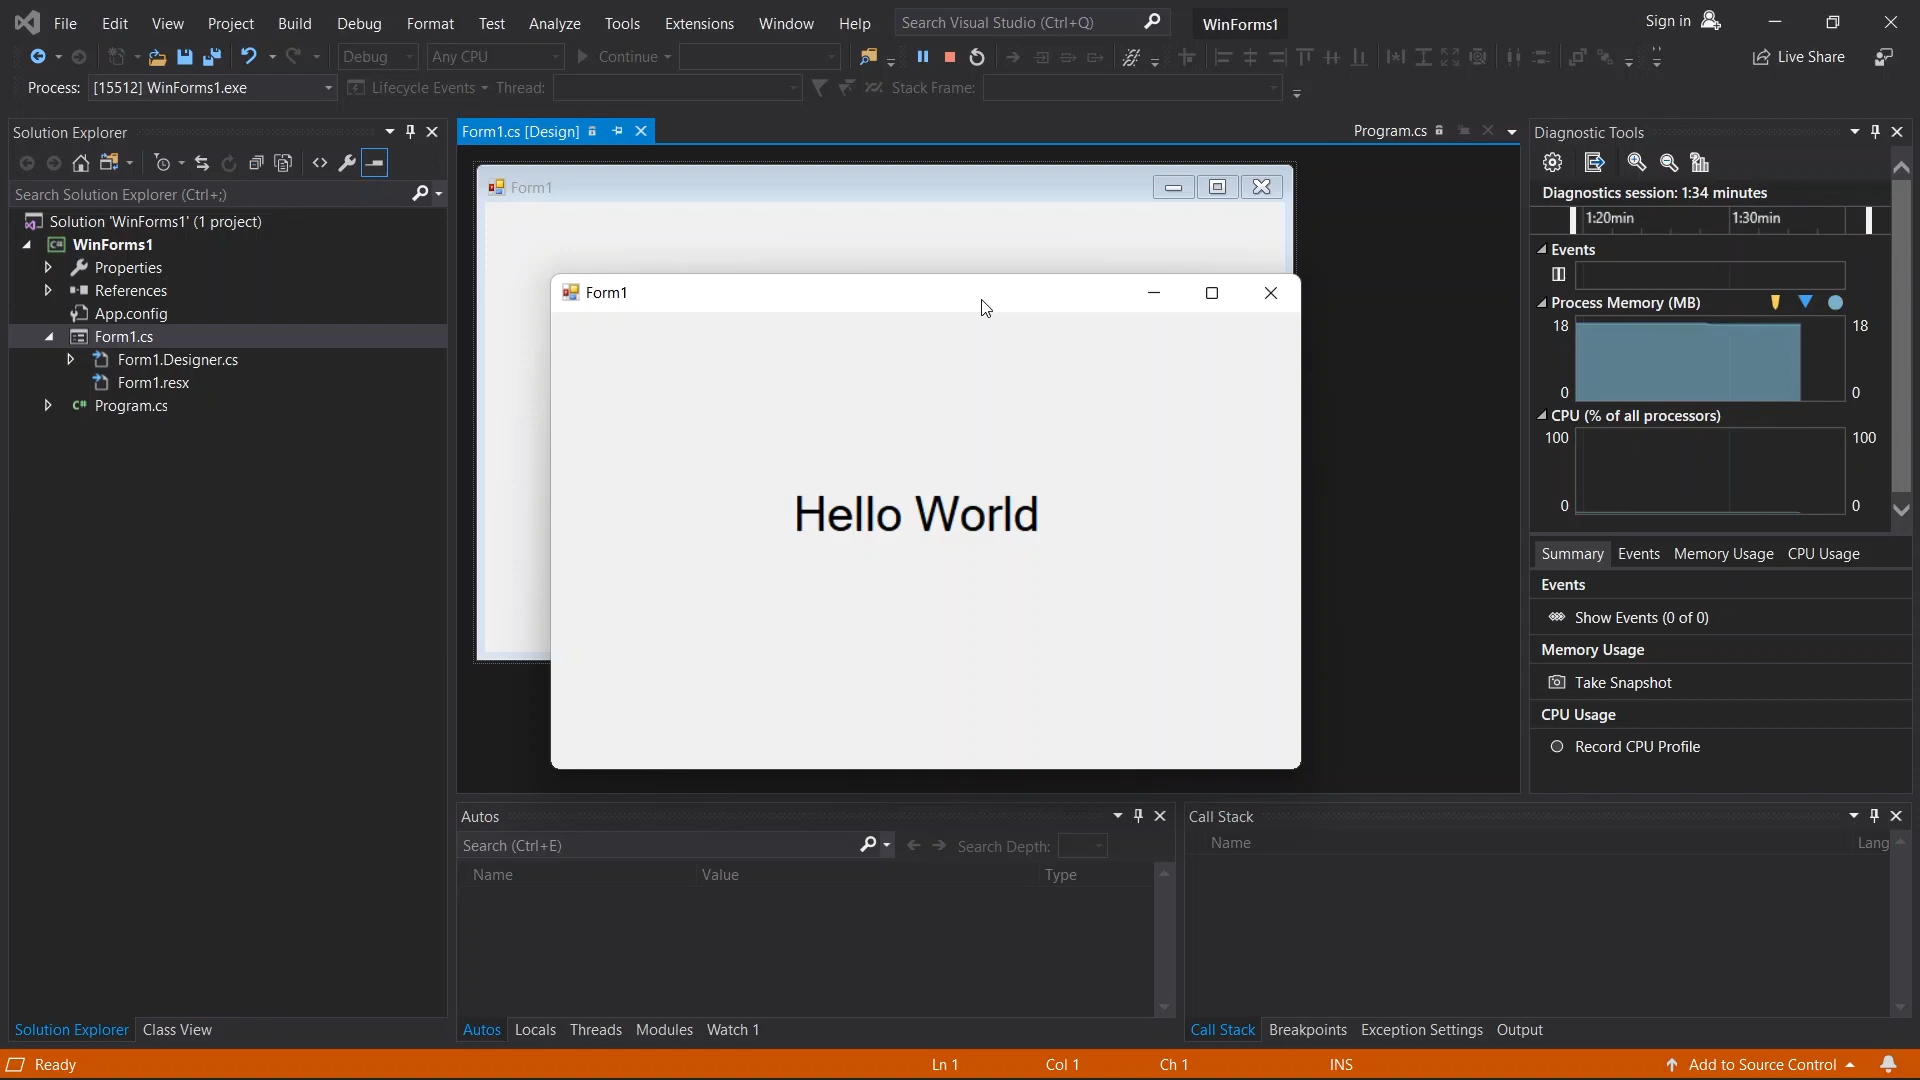 File Edit View Project Build Debug Format Test Analyze Tools Extensions Window Help Search Visual Studio (Ctrl+Q) WinForms1 Sign in
Debug Any CPU Continue Live Share
Process: [15512] WinForms1.exe Lifecycle Events Thread: Stack Frame:
Solution Explorer
Search Solution Explorer (Ctrl+;)
Solution 'WinForms1' (1 project)
WinForms1
Properties
References
App.config
Form1.cs
Form1.Designer.cs
Form1.resx
Program.cs
Solution Explorer Class View
Form1.cs [Design] Program.cs
Form1
Form1
Hello World
Diagnostic Tools
Diagnostics session: 1:34 minutes
1:20min 1:30min
Events
Process Memory (MB)
18 18
0 0
CPU (% of all processors)
100 100
0 0
Summary Events Memory Usage CPU Usage
Events
Show Events (0 of 0)
Memory Usage
Take Snapshot
CPU Usage
Record CPU Profile
Autos
Search (Ctrl+E) Search Depth:
Name Value Type
Autos Locals Threads Modules Watch 1
Call Stack
Name Lang
Call Stack Breakpoints Exception Settings Output
Ready Ln 1 Col 1 Ch 1 INS Add to Source Control